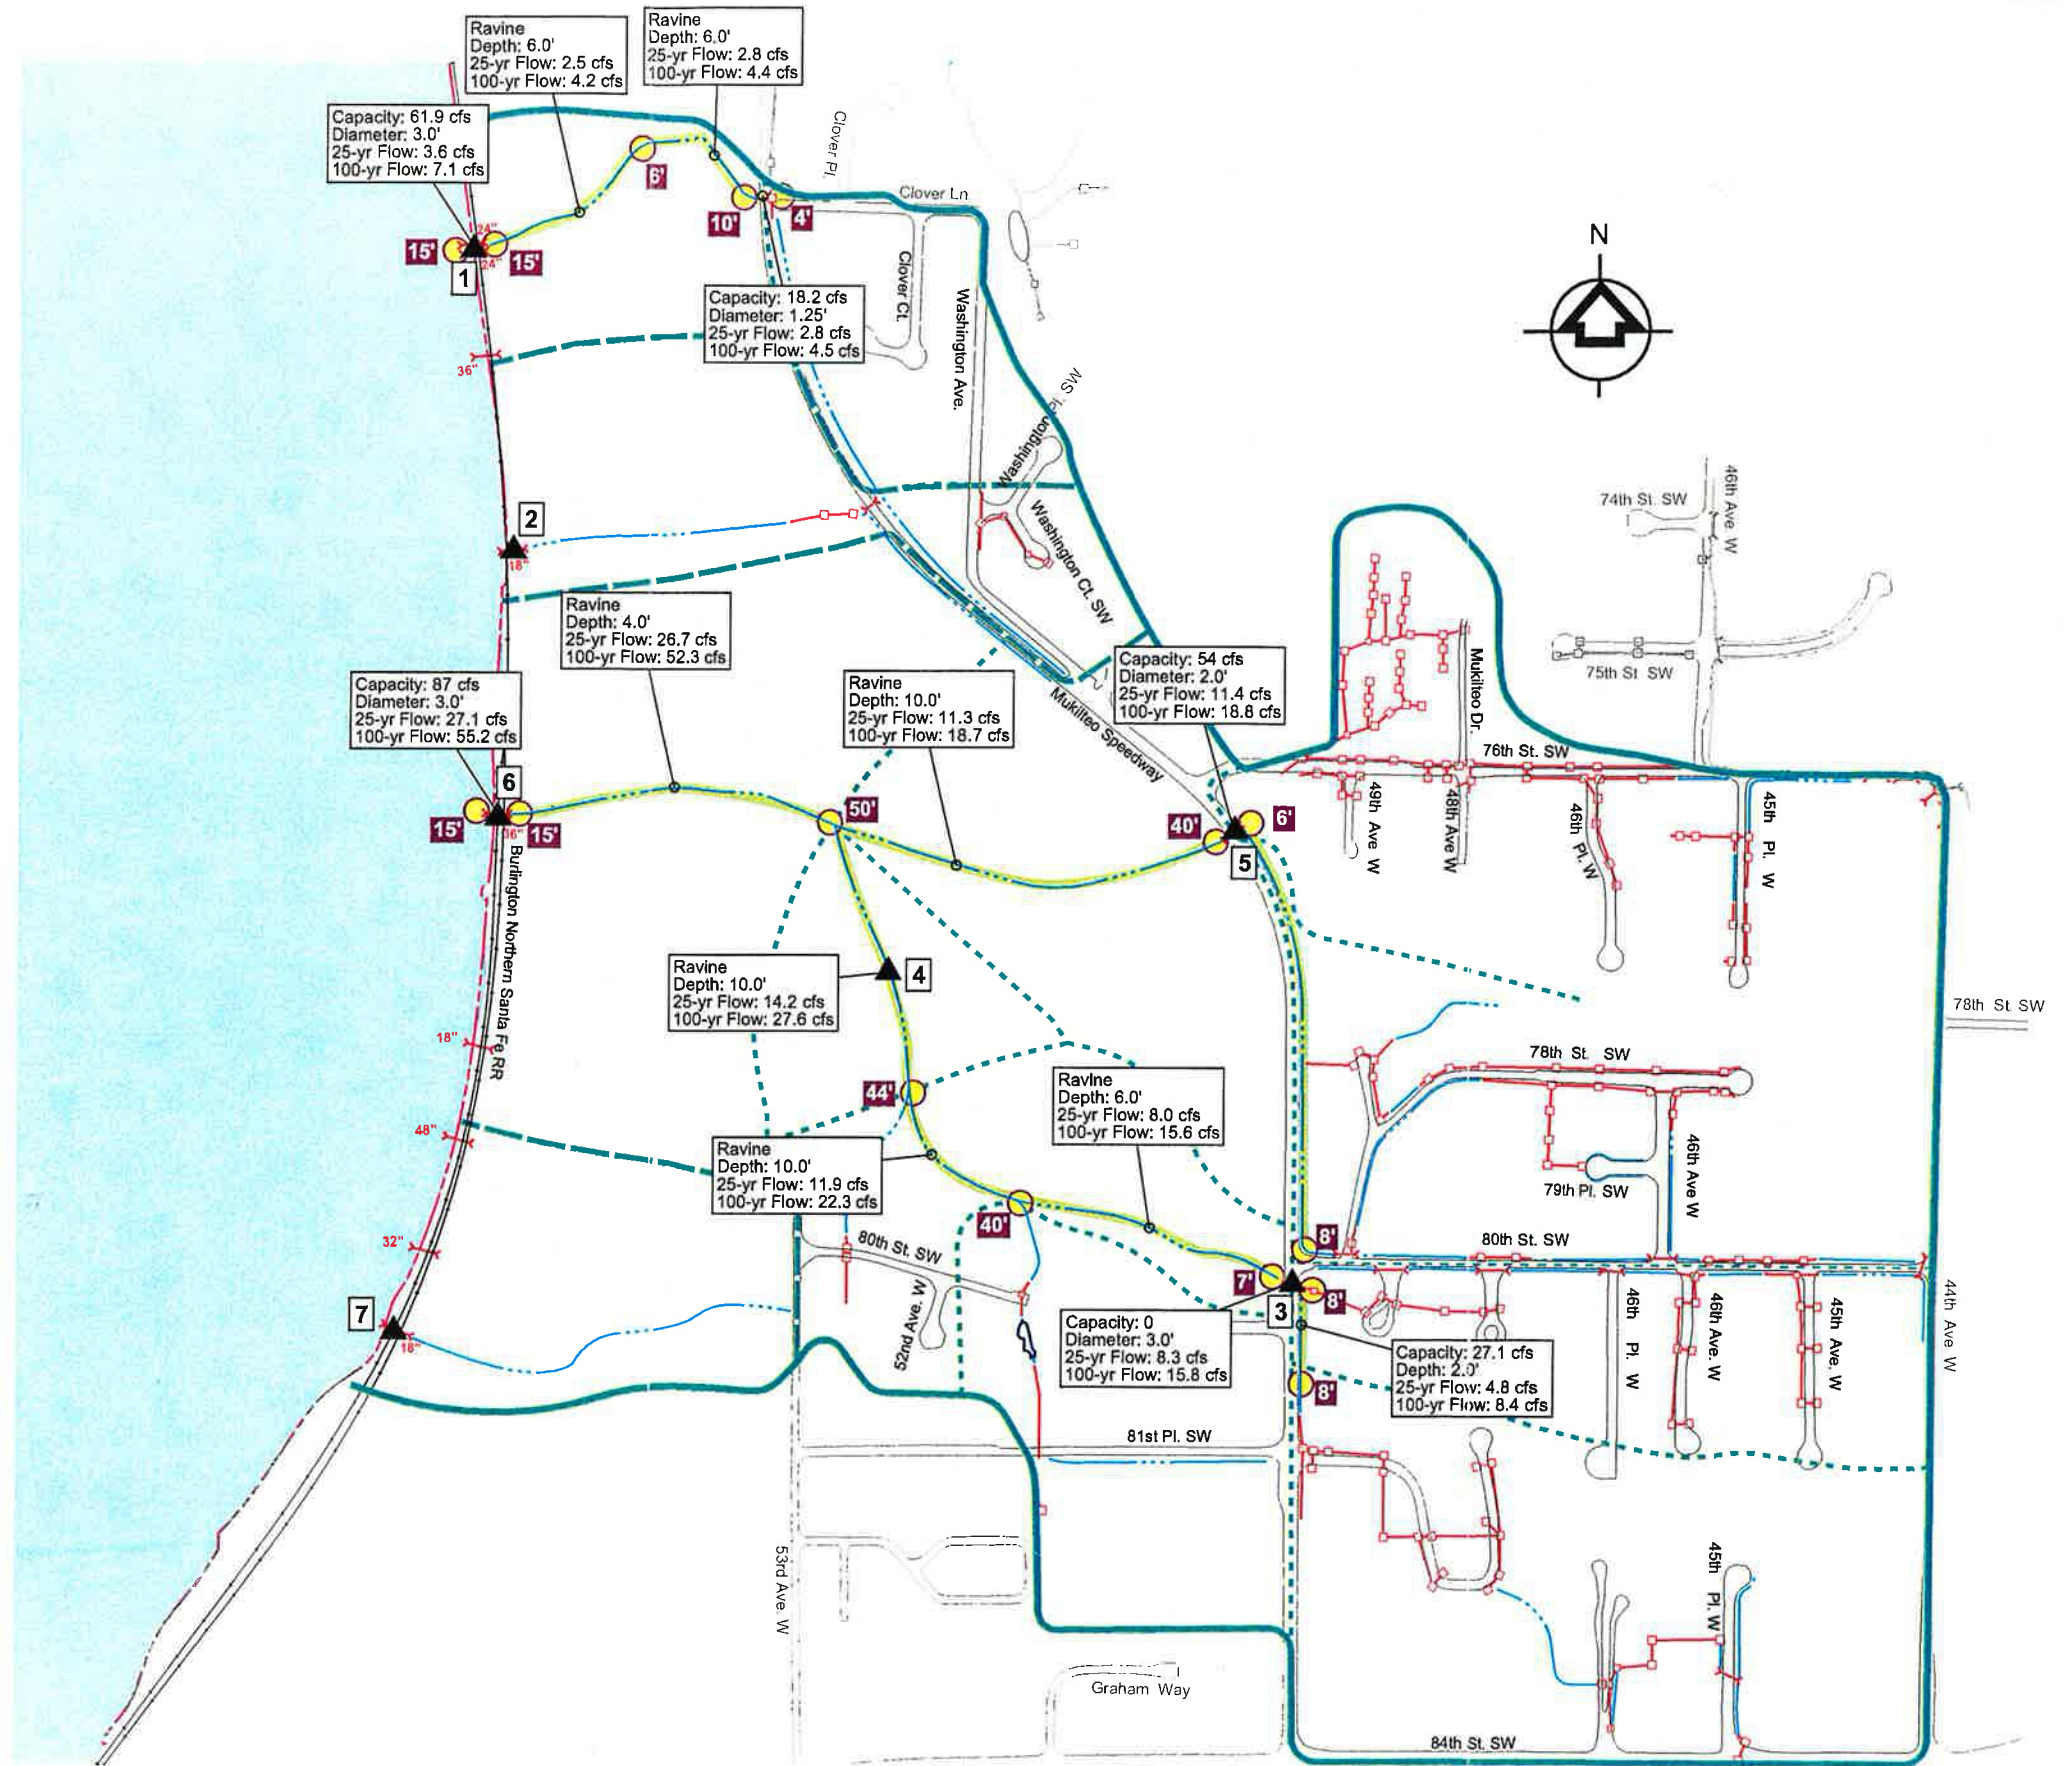 Ravine
Depth: 6.0'
25-yr Flow: 2.5 cfs
100-yr Flow: 4.2 cfs
Ravine
Depth: 6.0'
25-yr Flow: 2.8 cfs
100-yr Flow: 4.4 cfs
Capacity: 61.9 cfs
Diameter: 3.0'
25-yr Flow: 3.6 cfs
100-yr Flow: 7.1 cfs
Clover Pl.
6'
10'
4'
Clover Ln
N
15'
24"
24"
15'
1
Clover Ct.
Capacity: 18.2 cfs
Diameter: 1.25'
25-yr Flow: 2.8 cfs
100-yr Flow: 4.5 cfs
Washington Ave.
36"
Washington Pl. SW
Washington Ct. SW
74th St. SW
46th Ave W
2
18"
Ravine
Depth: 4.0'
25-yr Flow: 26.7 cfs
100-yr Flow: 52.3 cfs
Capacity: 54 cfs
Diameter: 2.0'
25-yr Flow: 11.4 cfs
100-yr Flow: 18.8 cfs
Mukilteo Dr.
75th St SW
Capacity: 87 cfs
Diameter: 3.0'
25-yr Flow: 27.1 cfs
100-yr Flow: 55.2 cfs
Ravine
Depth: 10.0'
25-yr Flow: 11.3 cfs
100-yr Flow: 18.7 cfs
Mukilteo Speedway
76th St. SW
6
15'
36"
15'
50'
40'
6'
5
49th Ave W
48th Ave W
46th Pl. W
45th Pl. W
Burlington Northern Santa Fe RR
Ravine
Depth: 10.0'
25-yr Flow: 14.2 cfs
100-yr Flow: 27.6 cfs
4
78th St. SW
18"
78th St. SW
44'
Ravine
Depth: 6.0'
25-yr Flow: 8.0 cfs
100-yr Flow: 15.6 cfs
48"
Ravine
Depth: 10.0'
25-yr Flow: 11.9 cfs
100-yr Flow: 22.3 cfs
46th Ave W
79th Pl. SW
40'
32"
80th St. SW
8'
80th St. SW
7'
8'
3
7
18"
52nd Ave. W
Capacity: 0
Diameter: 3.0'
25-yr Flow: 8.3 cfs
100-yr Flow: 15.8 cfs
Capacity: 27.1 cfs
Depth: 2.0'
25-yr Flow: 4.8 cfs
100-yr Flow: 8.4 cfs
8'
46th Pl. W
46th Ave. W
45th Ave. W
44th Ave W
81st Pl. SW
53rd Ave. W
45th Pl. W
Graham Way
84th St. SW